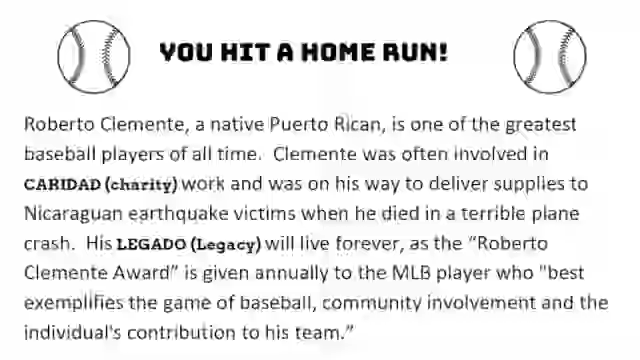 YOU HIT A HOME RUN!
Roberto Clemente, a native Puerto Rican, is one of the greatest
baseball players of all time. Clemente was often involved in
CARIDAD (charity) work and was on his way to deliver supplies to
Nicaraguan earthquake victims when he died in a terrible plane
crash. His LEGADO (Legacy) will live forever, as the “Roberto
Clemente Award” is given annually to the MLB player who "best
exemplifies the game of baseball, community involvement and the
individual's contribution to his team.”